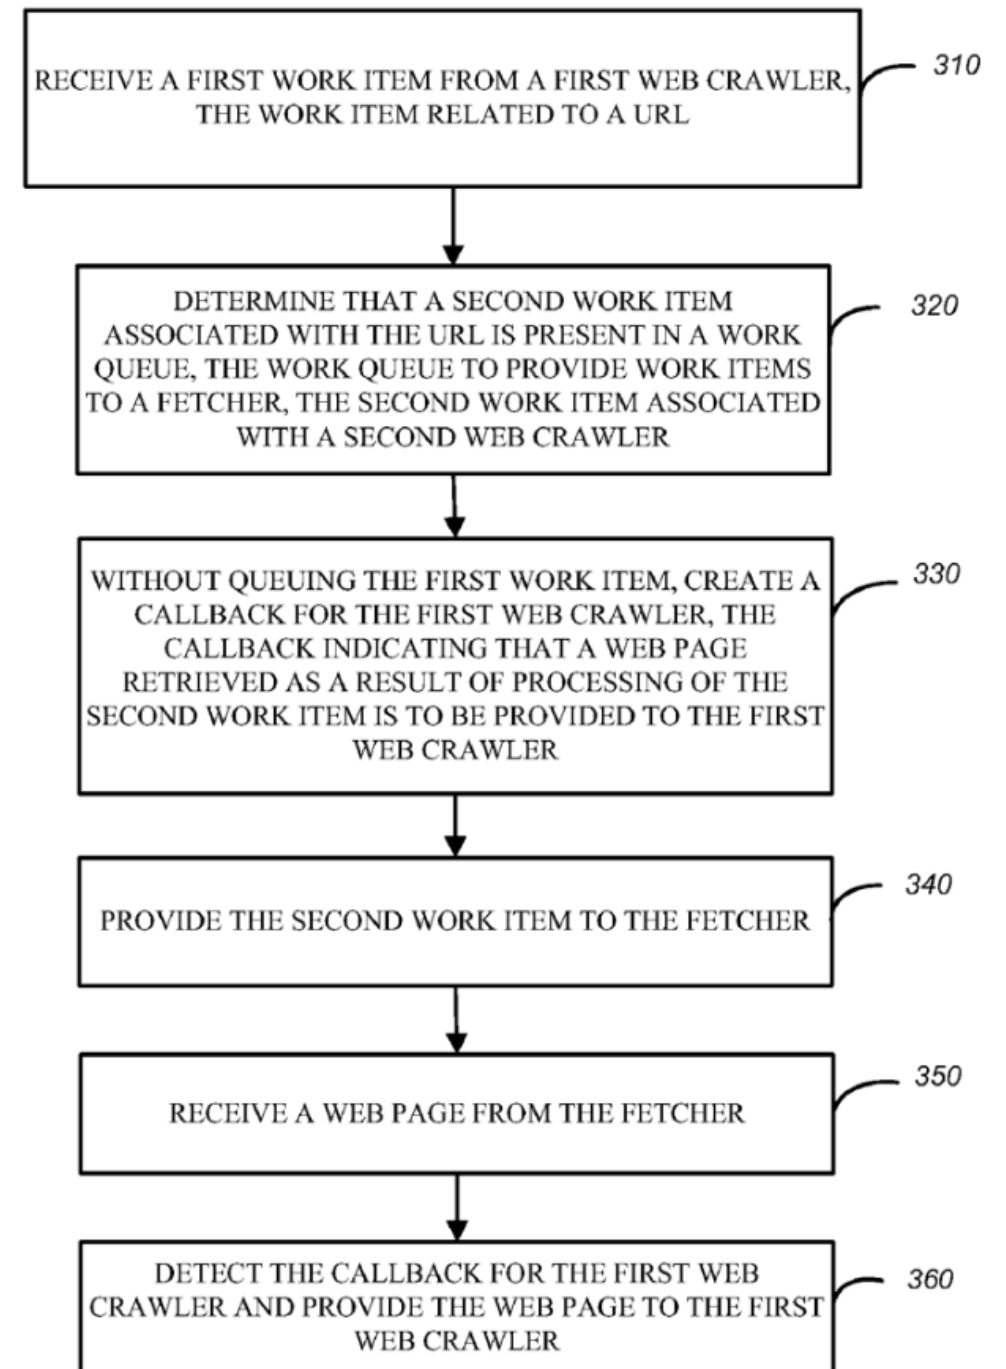 RECEIVE A FIRST WORK ITEM FROM A FIRST WEB CRAWLER,
THE WORK ITEM RELATED TO A URL
310
DETERMINE THAT A SECOND WORK ITEM
ASSOCIATED WITH THE URL IS PRESENT IN A WORK
QUEUE, THE WORK QUEUE TO PROVIDE WORK ITEMS
TO A FETCHER, THE SECOND WORK ITEM ASSOCIATED
WITH A SECOND WEB CRAWLER
320
WITHOUT QUEUING THE FIRST WORK ITEM, CREATE A
CALLBACK FOR THE FIRST WEB CRAWLER, THE
CALLBACK INDICATING THAT A WEB PAGE
RETRIEVED AS A RESULT OF PROCESSING OF THE
SECOND WORK ITEM IS TO BE PROVIDED TO THE FIRST
WEB CRAWLER
330
PROVIDE THE SECOND WORK ITEM TO THE FETCHER
340
RECEIVE A WEB PAGE FROM THE FETCHER
350
DETECT THE CALLBACK FOR THE FIRST WEB
CRAWLER AND PROVIDE THE WEB PAGE TO THE FIRST
WEB CRAWLER
360